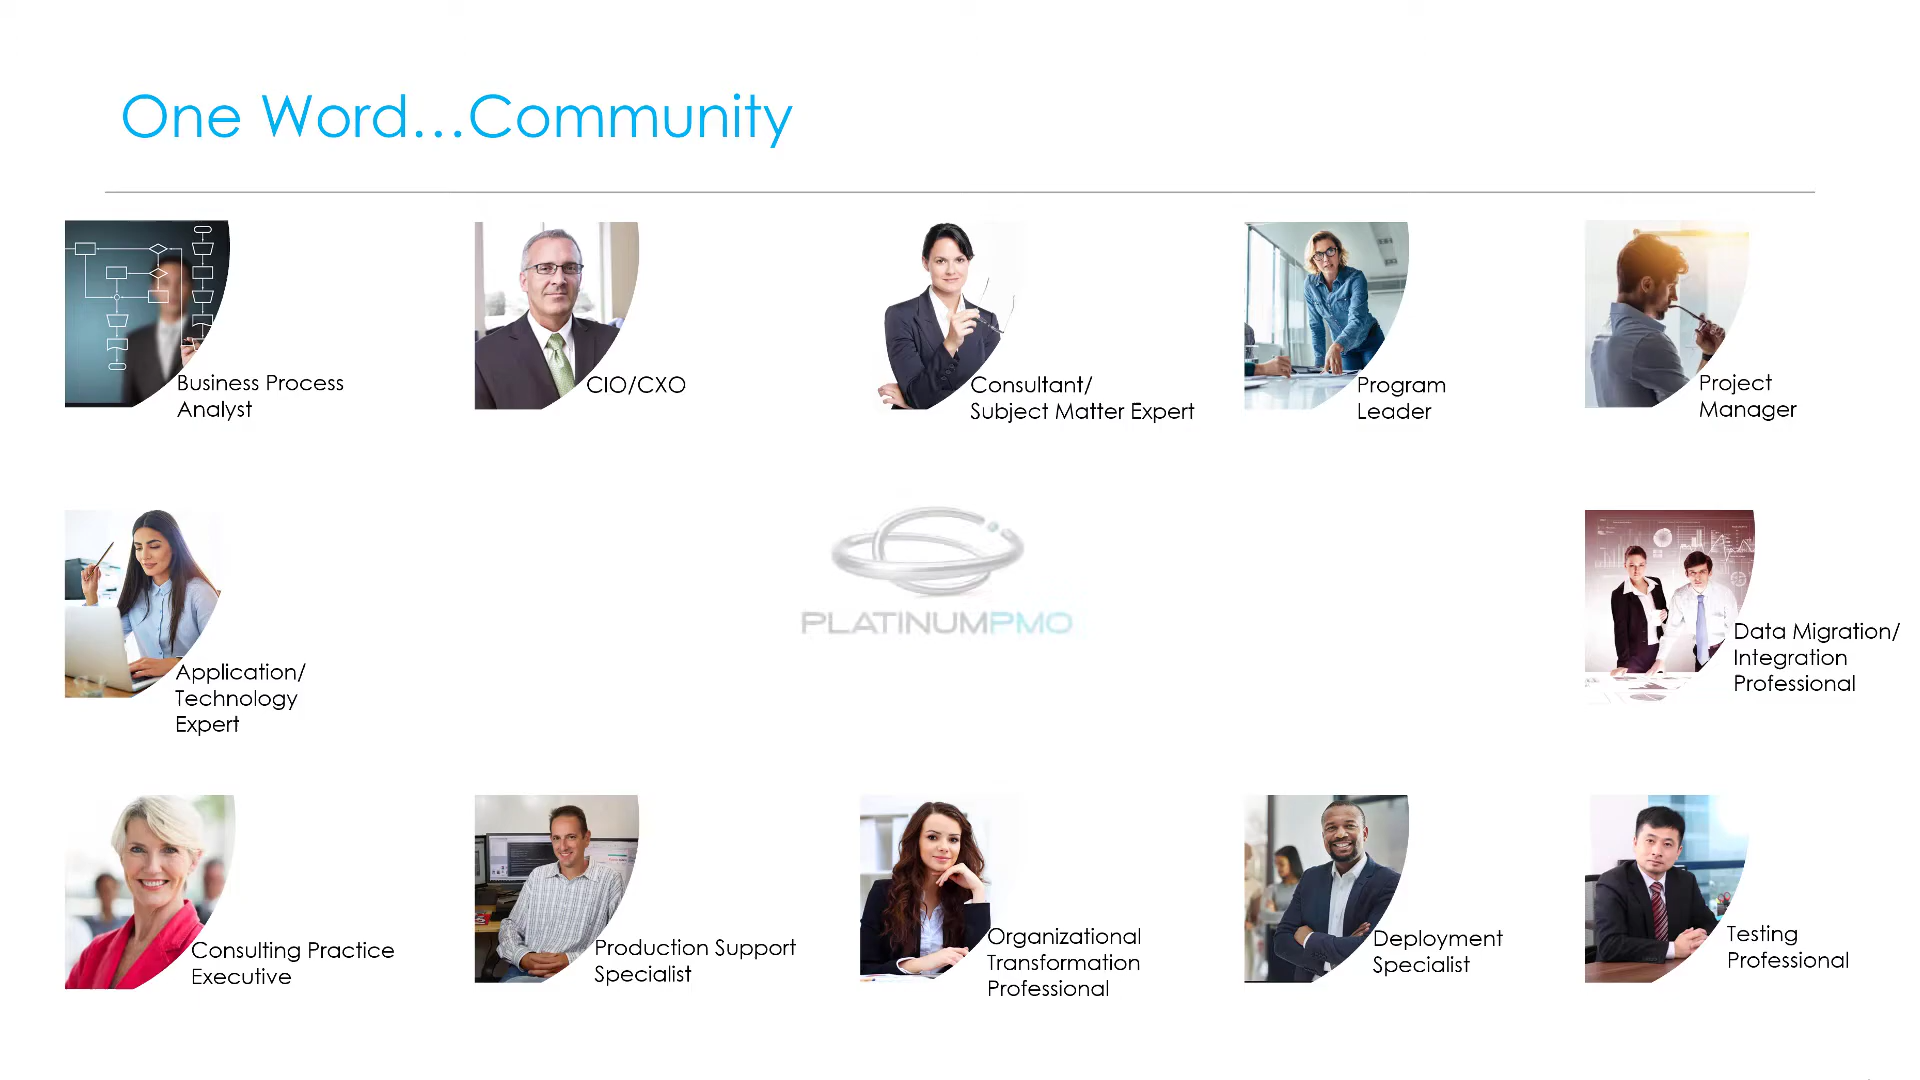 One Word...Community
Business Process
Analyst
CIO/CXO
Consultant/
Subject Matter Expert
Program
Leader
Project
Manager
PLATINUMPMO
Application/
Technology
Expert
Data Migration/
Integration
Professional
Consulting Practice
Executive
Production Support
Specialist
Organizational
Transformation
Professional
Deployment
Specialist
Testing
Professional